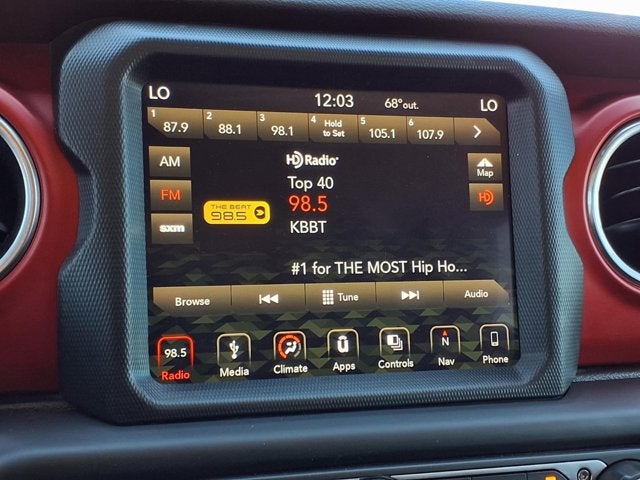 LO 12:03 68°out. LO
1 87.9 2 88.1 3 98.1 4 Hold to Set 5 105.1 6 107.9
AM
HD Radio
Map
Top 40
FM
98.5
HD
THE BEAT 98.5
sxm
KBBT
#1 for THE MOST Hip Ho...
Browse Tune Audio
98.5 N
Radio Media Climate Apps Controls Nav Phone